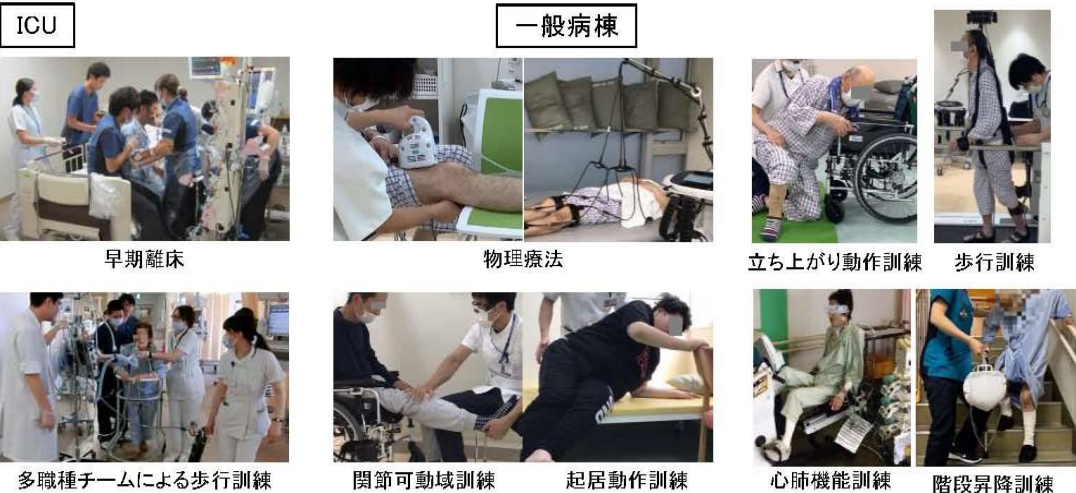 ICU
一般病棟
早期離床
物理療法
立ち上がり動作訓練
歩行訓練
多職種チームによる歩行訓練
関節可動域訓練
起居動作訓練
心肺機能訓練
階段昇降訓練